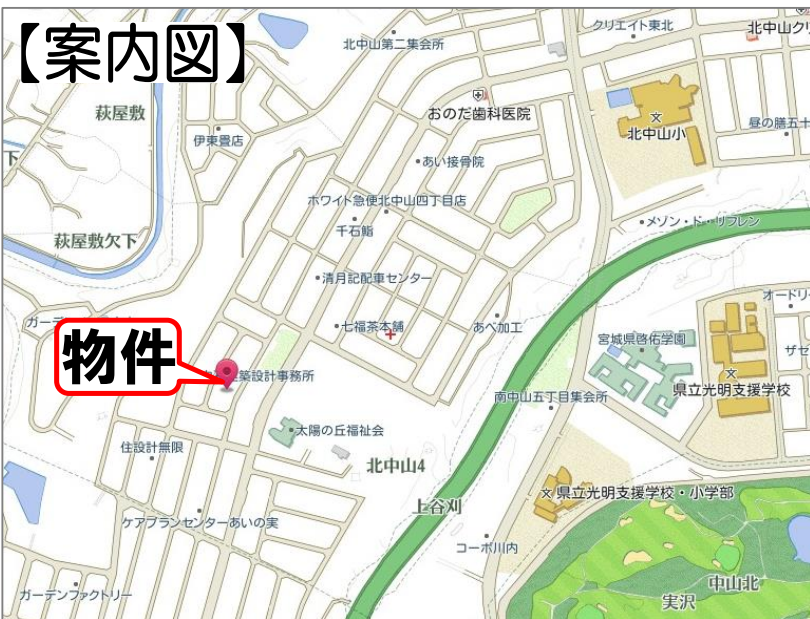 【案内図】
クリエイト東北
北中山ク
北中山第二集会所
萩屋敷
おのだ歯科医院
文
北中山小
昼の膳五十
伊東畳店
下
あい接骨院
ホワイト急便北中山四丁目店
メゾン・ド・リフレン
千石鮨
萩屋敷欠下
清月記配車センター
オードリ
ガーデン
七福茶本舗
あべ加工
宮城県啓佑学園
ザセ
物件
築設計事務所
文
県立光明支援学校
南中山五丁目集会所
太陽の丘福祉会
住設計無限
北中山4
文 県立光明支援学校・小学部
上谷刈
ケアプランセンターあいの実
コーポ川内
中山北
実沢
ガーデンファクトリー